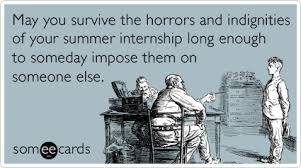 May you survive the horrors and indignities
of your summer internship long enough
to someday impose them on
someone else.
someecards